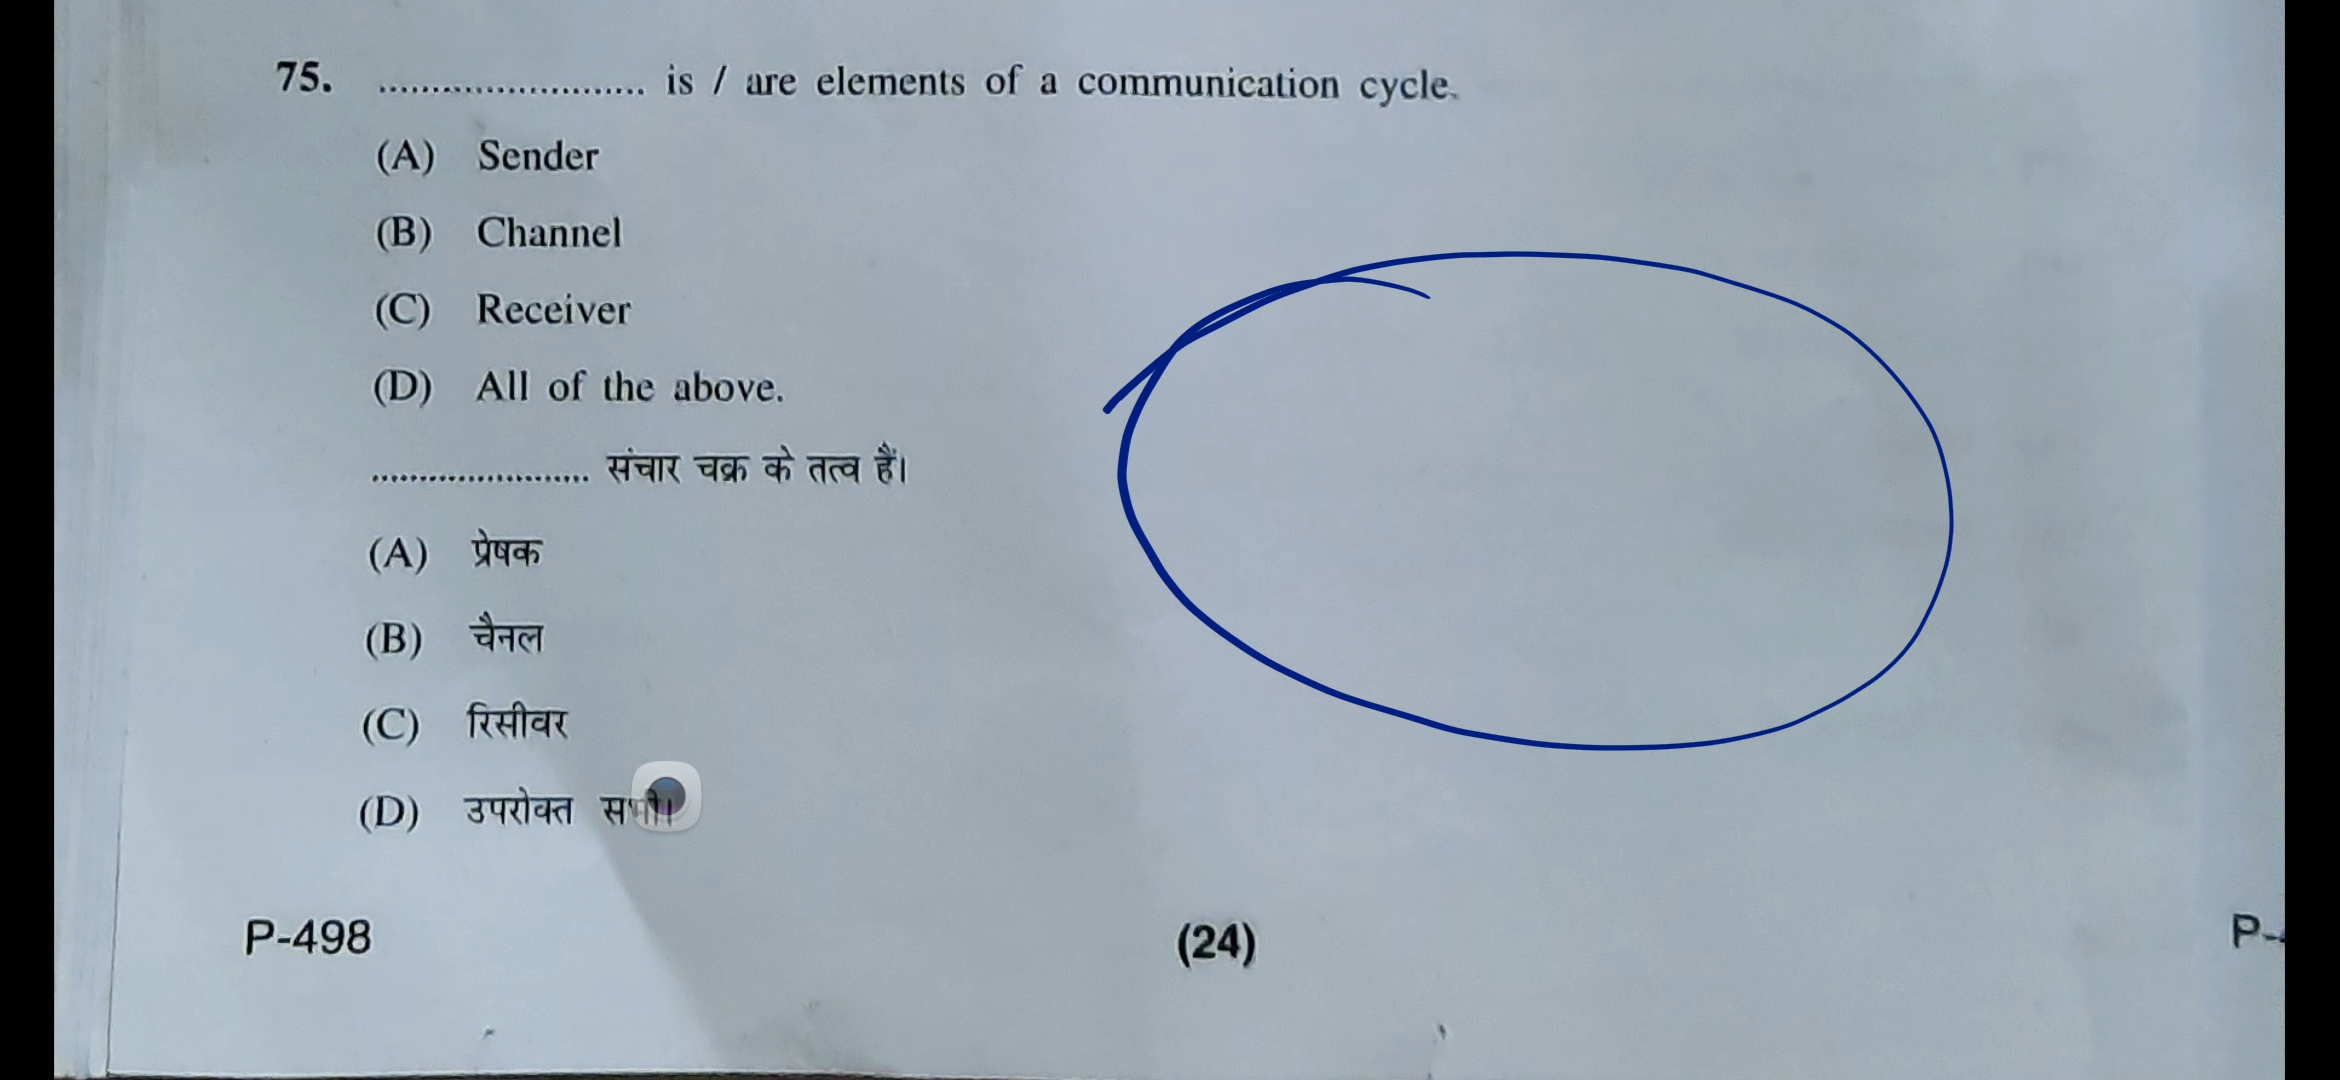 75. ......................... is / are elements of a communication cycle.
(A) Sender
(B) Channel
(C) Receiver
(D) All of the above.
...................... संचार चक्र के तत्व हैं।
(A) प्रेषक
(B) चैनल
(C) रिसीवर
(D) उपरोक्त सभी।
P-498
(24)
P-